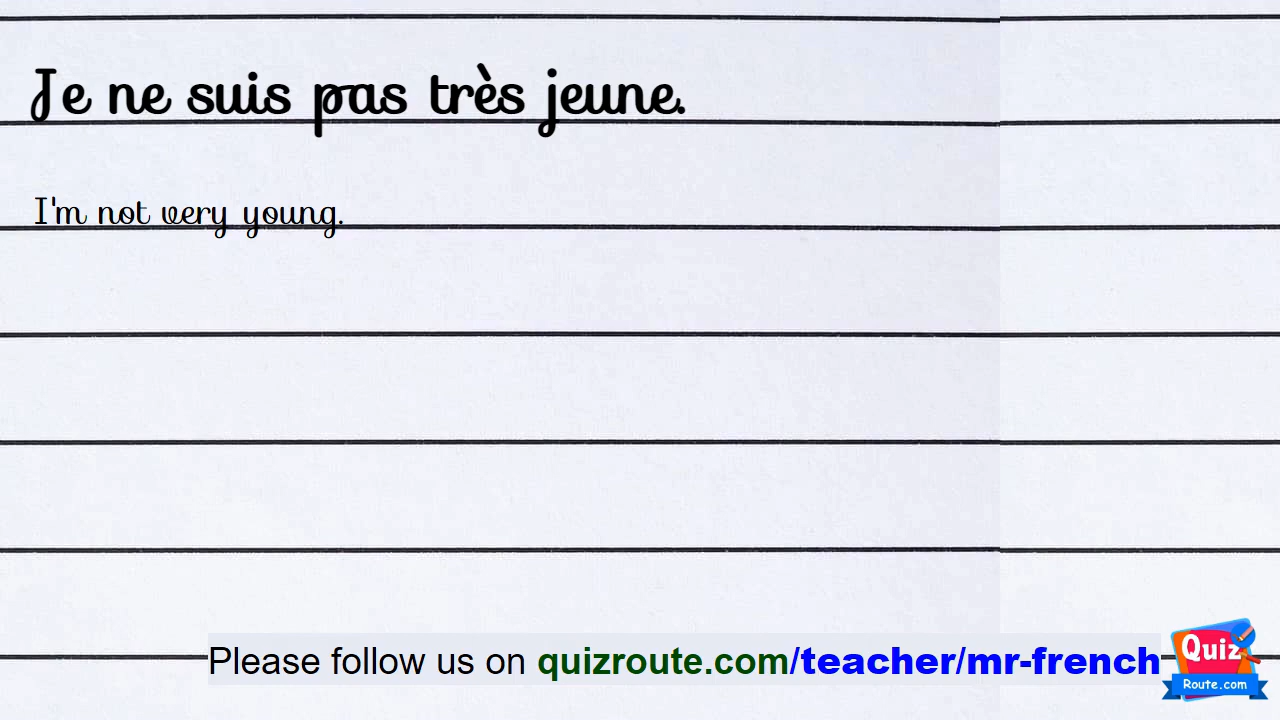 Je ne suis pas très jeune.
I'm not very young.
Please follow us on quizroute.com/teacher/mr-french
Quiz
Route.com